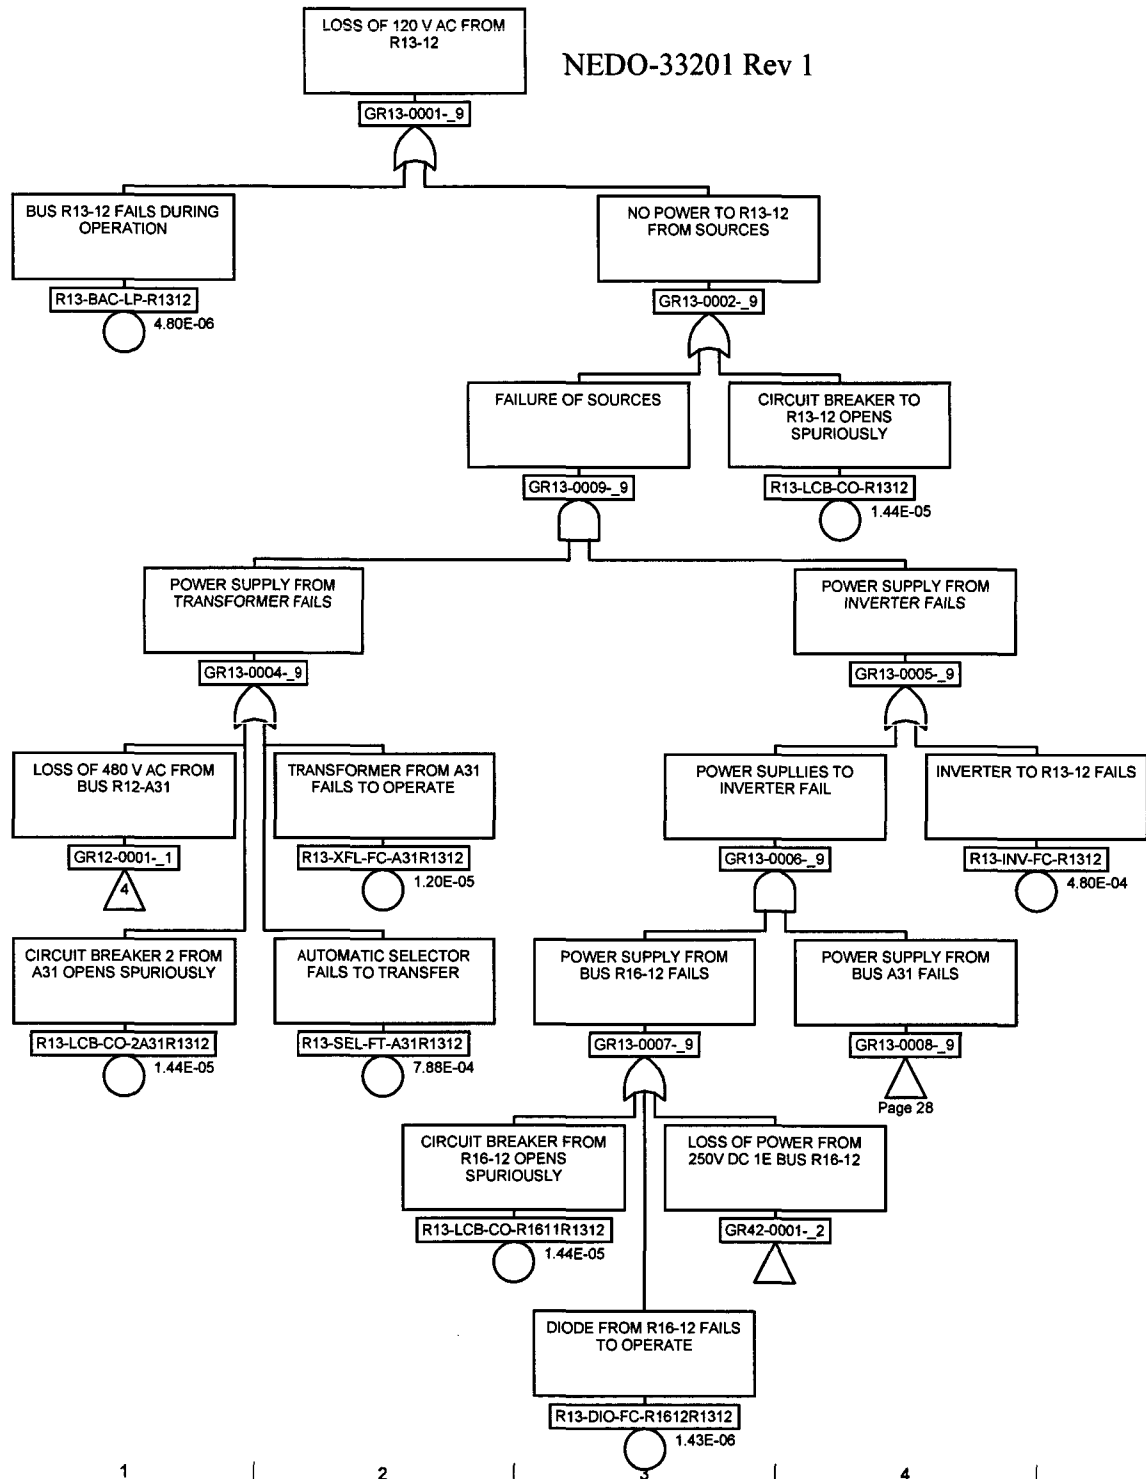 LOSS OF 120 V AC FROM
R13-12
NEDO-33201 Rev 1
GR13-0001-_9
BUS R13-12 FAILS DURING
OPERATION
R13-BAC-LP-R1312
4.80E-06
NO POWER TO R13-12
FROM SOURCES
GR13-0002-_9
FAILURE OF SOURCES
GR13-0009-_9
CIRCUIT BREAKER TO
R13-12 OPENS
SPURIOUSLY
R13-LCB-CO-R1312
1.44E-05
POWER SUPPLY FROM
TRANSFORMER FAILS
GR13-0004-_9
POWER SUPPLY FROM
INVERTER FAILS
GR13-0005-_9
LOSS OF 480 V AC FROM
BUS R12-A31
GR12-0001-_1
4
TRANSFORMER FROM A31
FAILS TO OPERATE
R13-XFL-FC-A31R1312
1.20E-05
POWER SUPLLIES TO
INVERTER FAIL
GR13-0006-_9
INVERTER TO R13-12 FAILS
R13-INV-FC-R1312
4.80E-04
CIRCUIT BREAKER 2 FROM
A31 OPENS SPURIOUSLY
R13-LCB-CO-2A31R1312
1.44E-05
AUTOMATIC SELECTOR
FAILS TO TRANSFER
R13-SEL-FT-A31R1312
7.88E-04
POWER SUPPLY FROM
BUS R16-12 FAILS
GR13-0007-_9
POWER SUPPLY FROM
BUS A31 FAILS
GR13-0008-_9
Page 28
CIRCUIT BREAKER FROM
R16-12 OPENS
SPURIOUSLY
R13-LCB-CO-R1611R1312
1.44E-05
LOSS OF POWER FROM
250V DC 1E BUS R16-12
GR42-0001-_2
DIODE FROM R16-12 FAILS
TO OPERATE
R13-DIO-FC-R1612R1312
1.43E-06
1 2 3 4